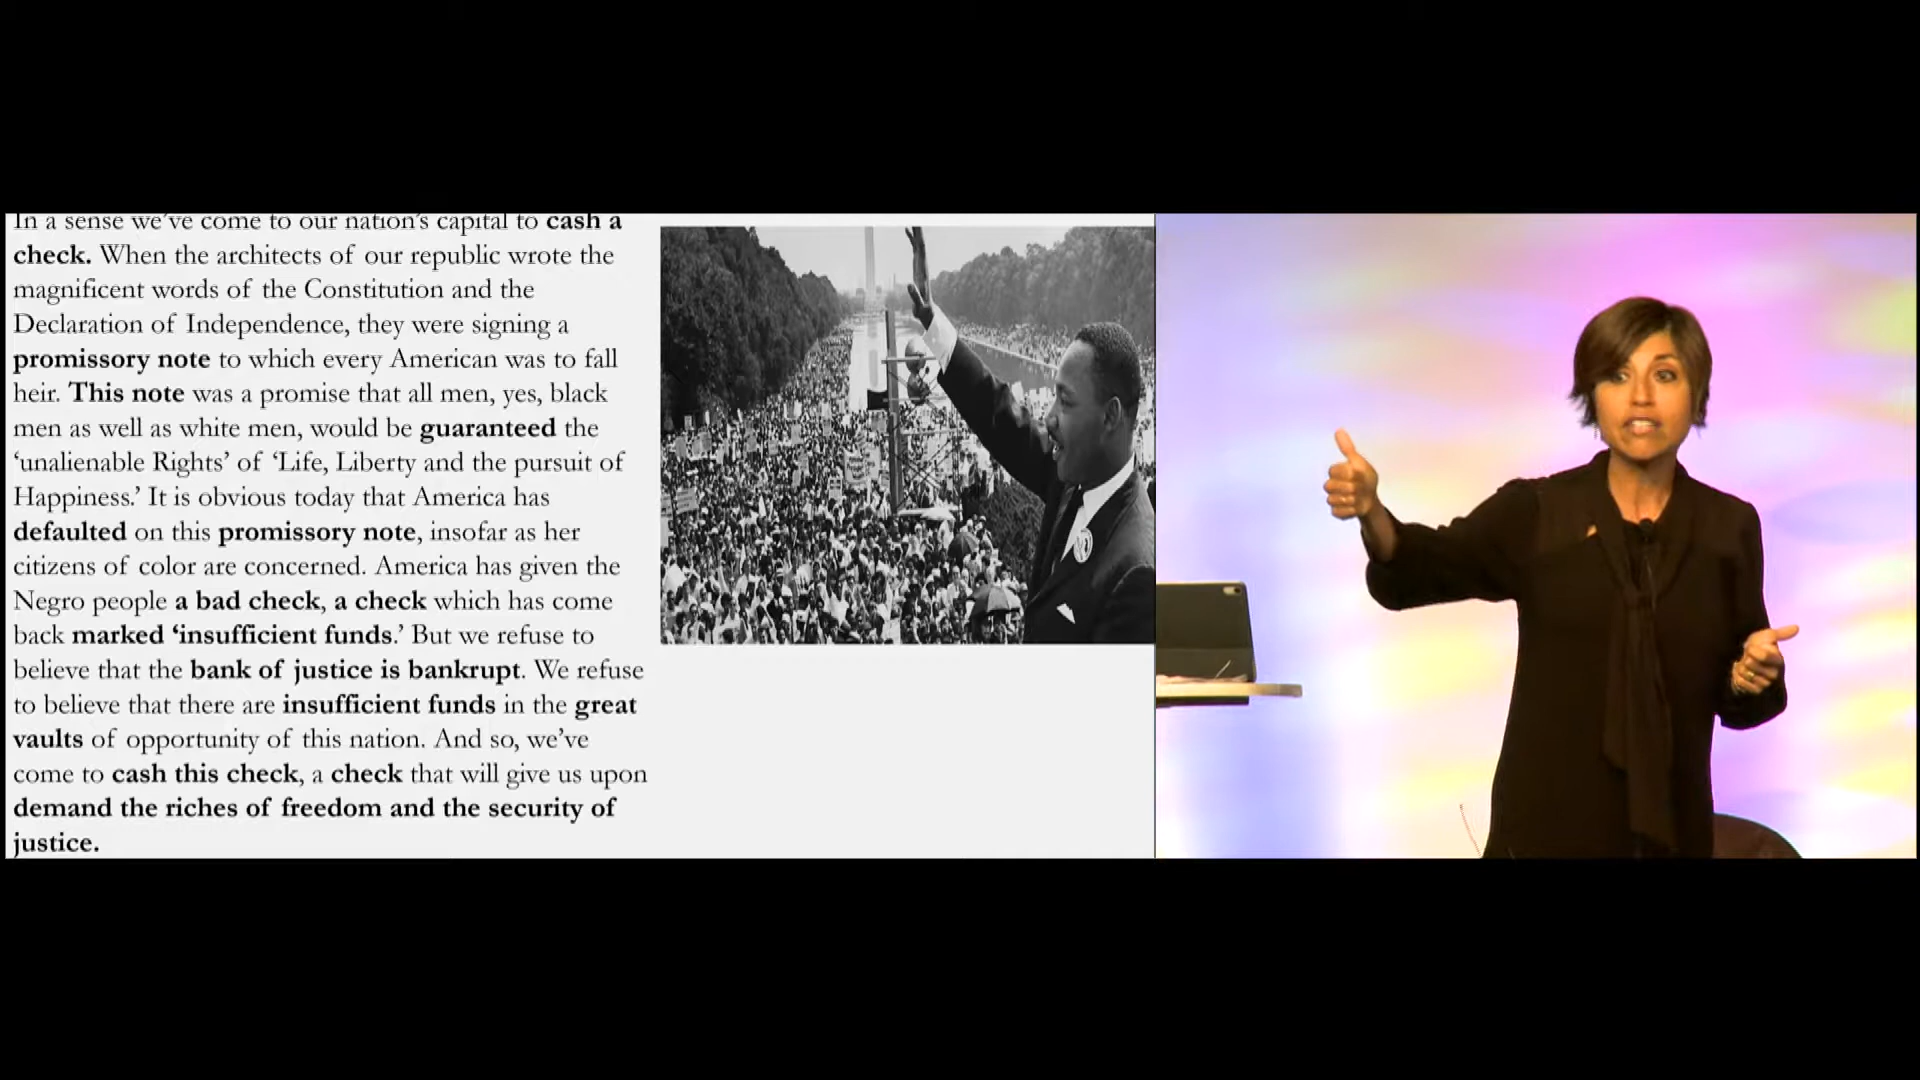 In a sense we've come to our nation's capital to cash a
check. When the architects of our republic wrote the
magnificent words of the Constitution and the
Declaration of Independence, they were signing a
promissory note to which every American was to fall
heir. This note was a promise that all men, yes, black
men as well as white men, would be guaranteed the
‘unalienable Rights’ of ‘Life, Liberty and the pursuit of
Happiness.’ It is obvious today that America has
defaulted on this promissory note, insofar as her
citizens of color are concerned. America has given the
Negro people a bad check, a check which has come
back marked ‘insufficient funds.’ But we refuse to
believe that the bank of justice is bankrupt. We refuse
to believe that there are insufficient funds in the great
vaults of opportunity of this nation. And so, we’ve
come to cash this check, a check that will give us upon
demand the riches of freedom and the security of
justice.